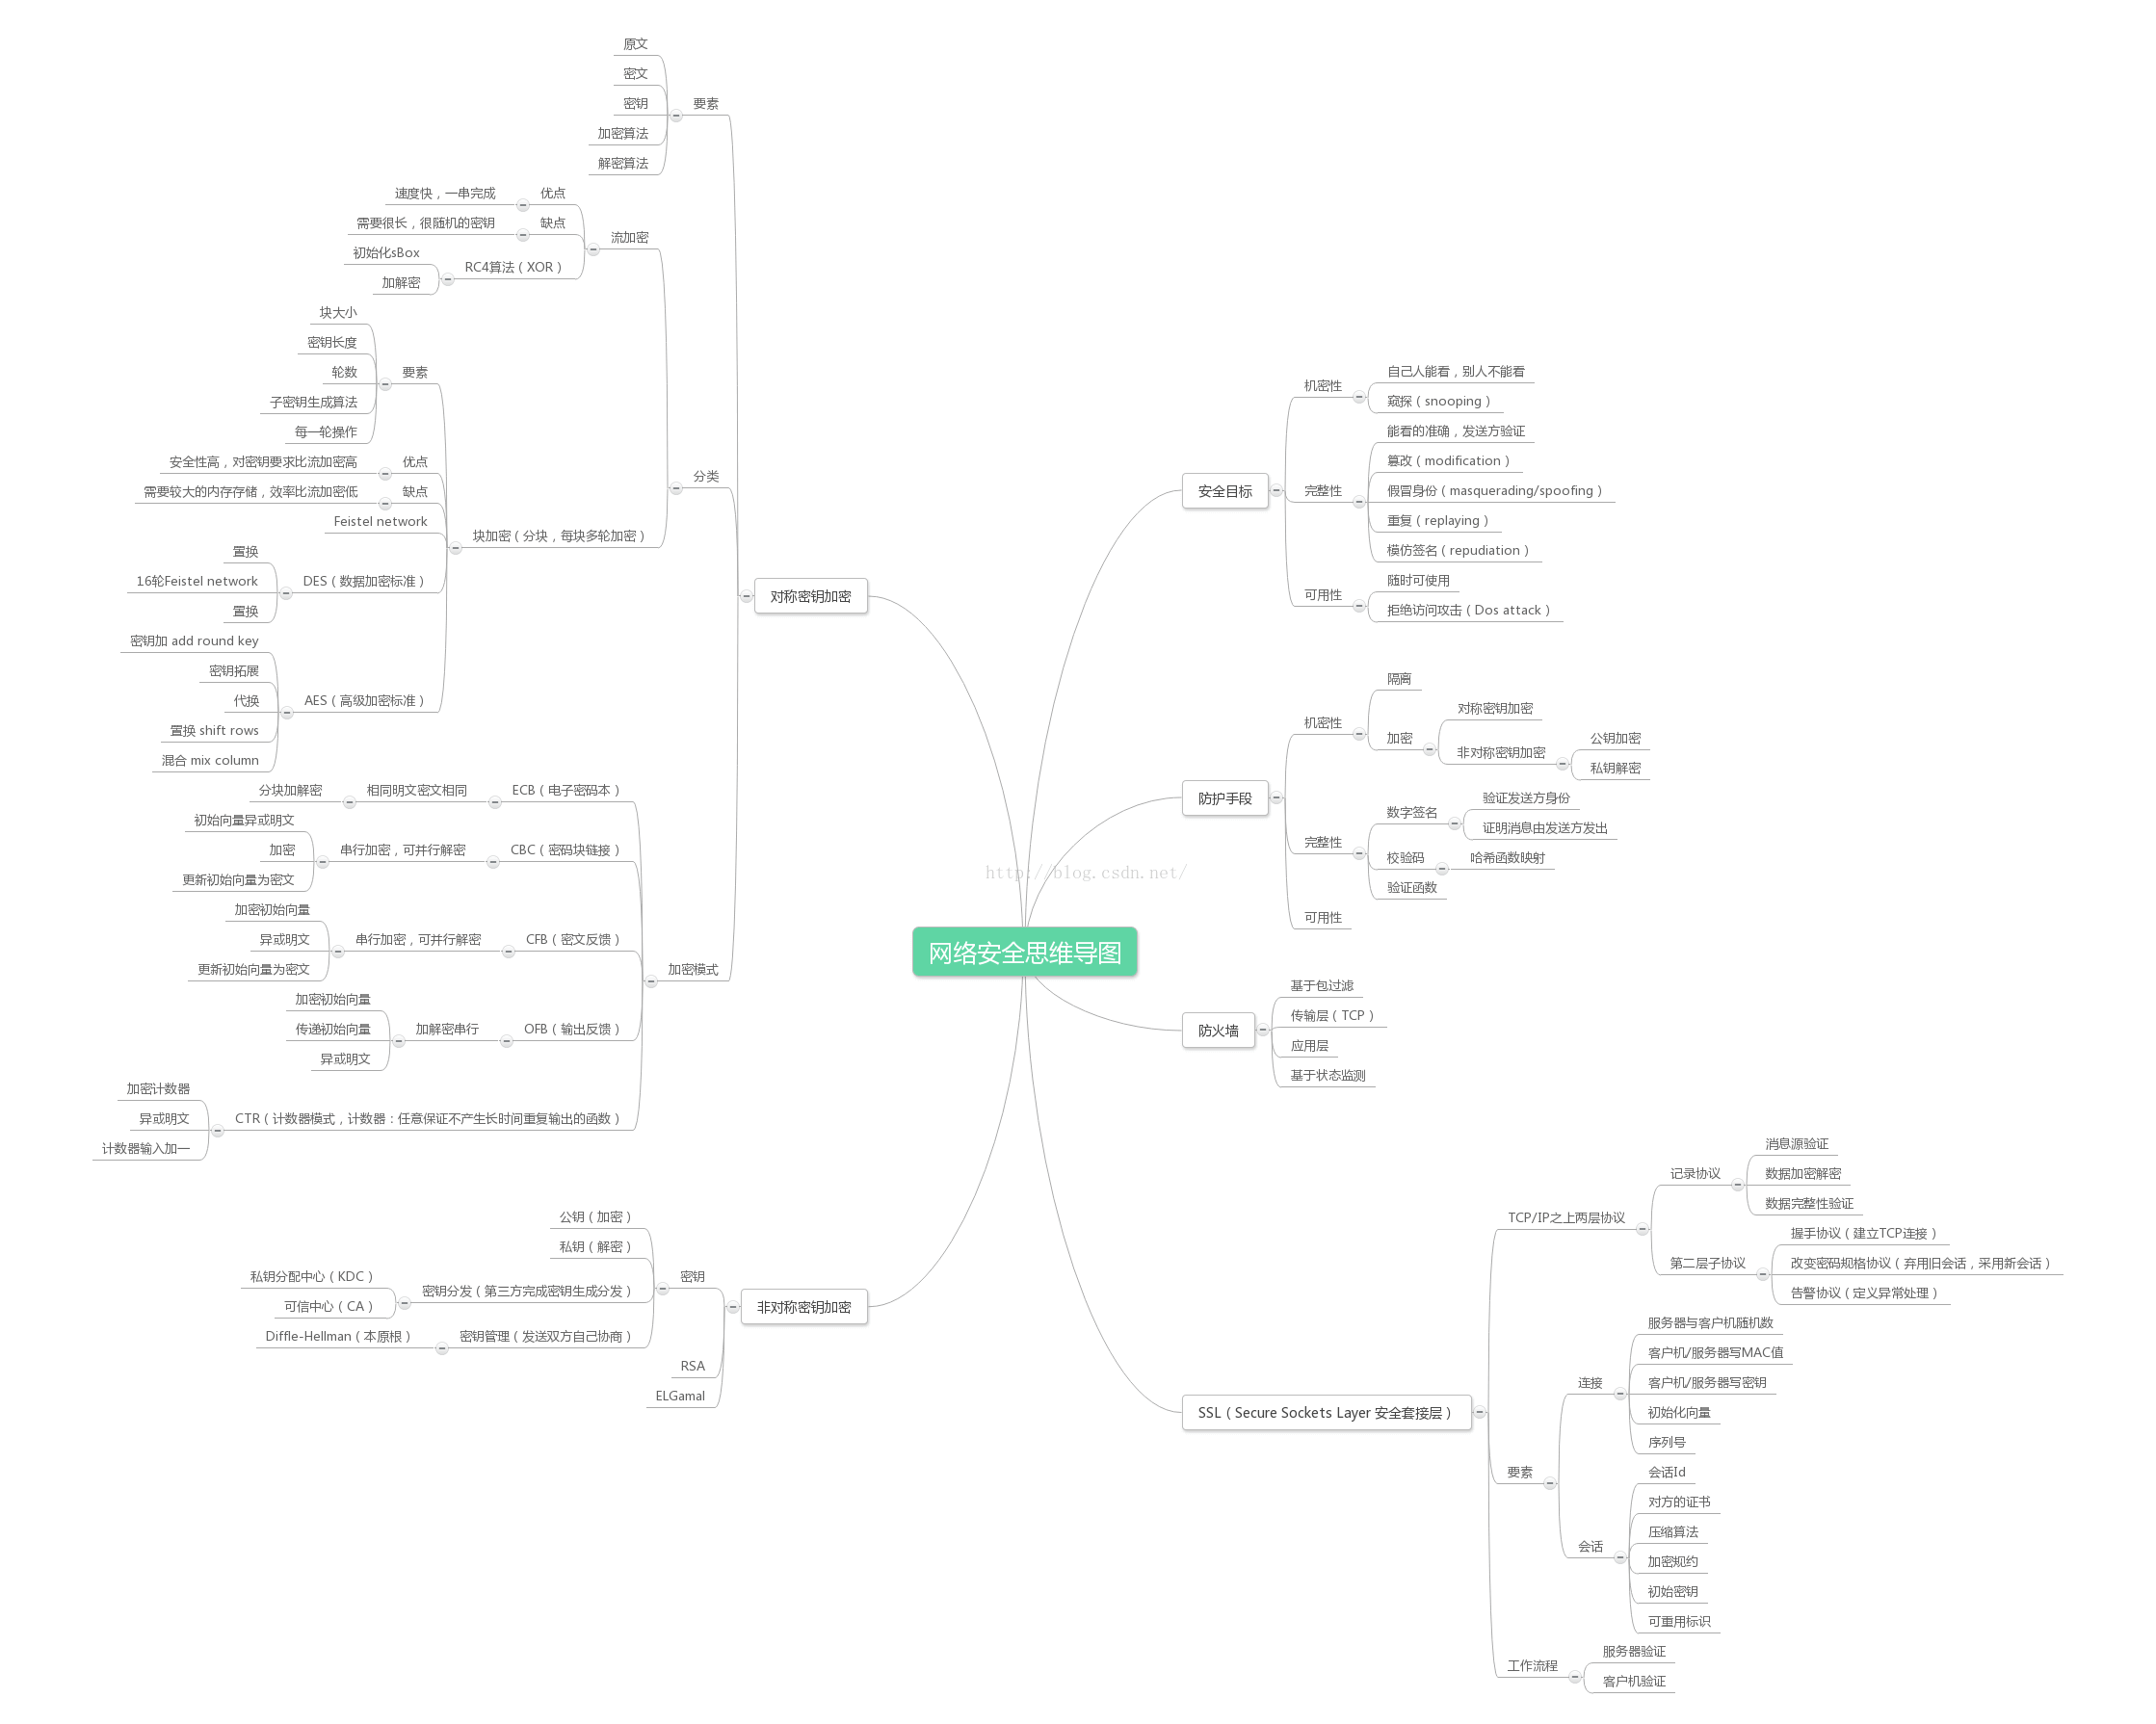 网络安全思维导图
http://blog.csdn.net/
对称密钥加密
要素
原文
密文
密钥
加密算法
解密算法
分类
流加密
优点
速度快，一串完成
缺点
需要很长，很随机的密钥
RC4算法（XOR）
初始化sBox
加解密
块加密（分块，每块多轮加密）
要素
块大小
密钥长度
轮数
子密钥生成算法
每一轮操作
优点
安全性高，对密钥要求比流加密高
缺点
需要较大的内存存储，效率比流加密低
Feistel network
DES（数据加密标准）
置换
16轮Feistel network
置换
AES（高级加密标准）
密钥加 add round key
密钥拓展
代换
置换 shift rows
混合 mix column
加密模式
ECB（电子密码本）
相同明文密文相同
分块加解密
CBC（密码块链接）
串行加密，可并行解密
初始向量异或明文
加密
更新初始向量为密文
CFB（密文反馈）
串行加密，可并行解密
加密初始向量
异或明文
更新初始向量为密文
OFB（输出反馈）
加解密串行
加密初始向量
传递初始向量
异或明文
CTR（计数器模式，计数器：任意保证不产生长时间重复输出的函数）
加密计数器
异或明文
计数器输入加一
非对称密钥加密
密钥
公钥（加密）
私钥（解密）
密钥分发（第三方完成密钥生成分发）
私钥分配中心（KDC）
可信中心（CA）
密钥管理（发送双方自己协商）
Diffle-Hellman（本原根）
RSA
ELGamal
安全目标
机密性
自己人能看，别人不能看
窥探（snooping）
完整性
能看的准确，发送方验证
篡改（modification）
假冒身份（masquerading/spoofing）
重复（replaying）
模仿签名（repudiation）
可用性
随时可使用
拒绝访问攻击（Dos attack）
防护手段
机密性
隔离
加密
对称密钥加密
非对称密钥加密
公钥加密
私钥解密
完整性
数字签名
验证发送方身份
证明消息由发送方发出
校验码
哈希函数映射
验证函数
可用性
防火墙
基于包过滤
传输层（TCP）
应用层
基于状态监测
SSL（Secure Sockets Layer 安全套接层）
TCP/IP之上两层协议
记录协议
消息源验证
数据加密解密
数据完整性验证
第二层子协议
握手协议（建立TCP连接）
改变密码规格协议（弃用旧会话，采用新会话）
告警协议（定义异常处理）
要素
连接
服务器与客户机随机数
客户机/服务器写MAC值
客户机/服务器写密钥
初始化向量
序列号
会话
会话Id
对方的证书
压缩算法
加密规约
初始密钥
可重用标识
工作流程
服务器验证
客户机验证